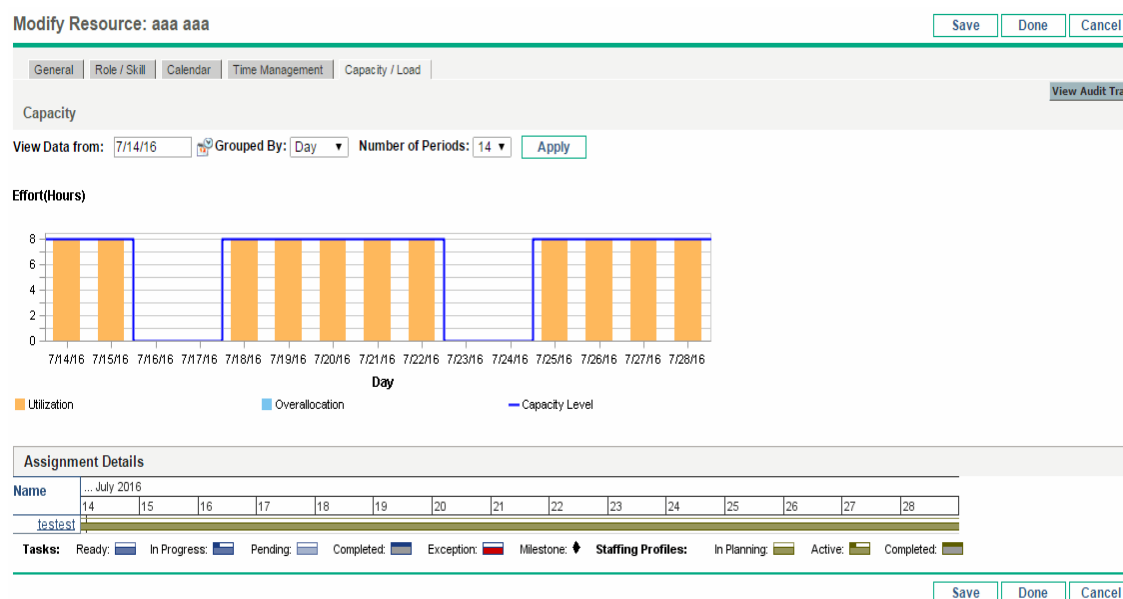 Modify Resource: aaa aaa
Save Done Cancel
General Role / Skill Calendar Time Management Capacity / Load
View Audit Tra
Capacity
View Data from: 7/14/16 Grouped By: Day Number of Periods: 14 Apply
Effort(Hours)
8
6
4
2
0
7/14/16 7/15/16 7/16/16 7/17/16 7/18/16 7/19/16 7/20/16 7/21/16 7/22/16 7/23/16 7/24/16 7/25/16 7/26/16 7/27/16 7/28/16
Day
Utilization Overallocation Capacity Level
Assignment Details
Name ... July 2016
14 15 16 17 18 19 20 21 22 23 24 25 26 27 28
testest
Tasks: Ready: In Progress: Pending: Completed: Exception: Milestone: Staffing Profiles: In Planning: Active: Completed:
Save Done Cancel